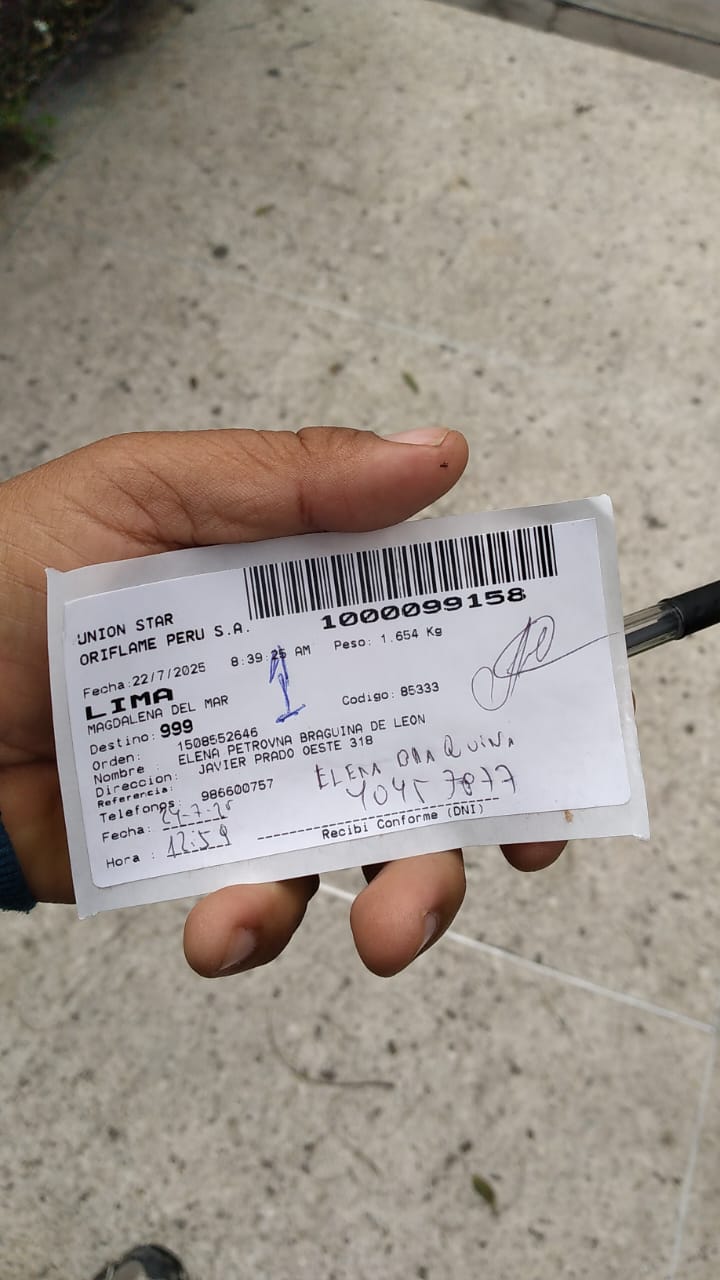 UNION STAR
ORIFLAME PERU S.A.
1000099158
Fecha:22/7/2025 8:39:25 AM Peso: 1.654 Kg
LIMA
MAGDALENA DEL MAR
Destino: 999 Codigo: 85333
Orden: 1508552646
Nombre : ELENA PETROVNA BRAGUINA DE LEON
Direccion: JAVIER PRADO OESTE 318
Referencia:
Telefonos: 986600757
ELENA BRAQUINA
Fecha: 24-7-25
Hora : 12:59
Recibi Conforme (DNI)